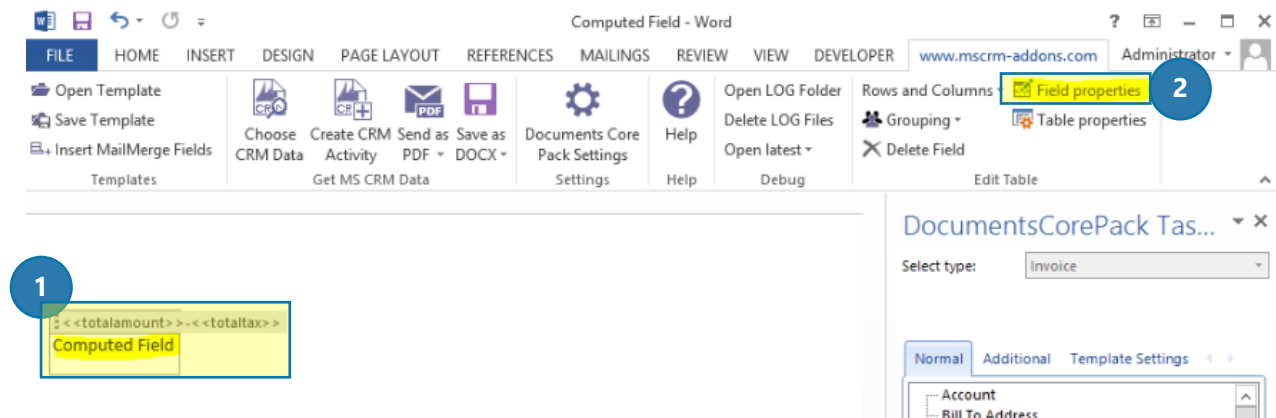 Computed Field - Word
FILE HOME INSERT DESIGN PAGE LAYOUT REFERENCES MAILINGS REVIEW VIEW DEVELOPER www.mscrm-addons.com Administrator
Open Template
Save Template
Insert MailMerge Fields
Templates
Choose
CRM Data
Create CRM
Activity
Send as
PDF
Save as
DOCX
Get MS CRM Data
Documents Core
Pack Settings
Settings
Help
Help
Open LOG Folder
Delete LOG Files
Open latest
Debug
Rows and Columns
Grouping
Delete Field
Field properties
Table properties
Edit Table
2
1
<<totalamount>>-<<totaltax>>
Computed Field
DocumentsCorePack Tas...
Select type: Invoice
Normal Additional Template Settings
Account
Bill To Address